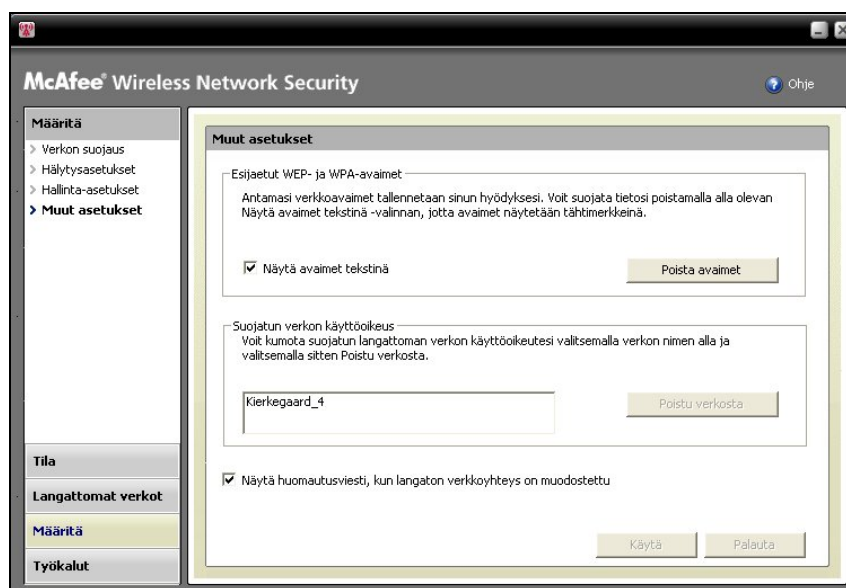 McAfee® Wireless Network Security
Ohje
Määritä
Verkon suojaus
Hälytysasetukset
Hallinta-asetukset
Muut asetukset
Tila
Langattomat verkot
Määritä
Työkalut
Muut asetukset
Esijaetut WEP- ja WPA-avaimet
Antamasi verkkoavaimet tallennetaan sinun hyödyksesi. Voit suojata tietosi poistamalla alla olevan
Näytä avaimet tekstinä -valinnan, jotta avaimet näytetään tähtimerkkeinä.
Näytä avaimet tekstinä
Poista avaimet
Suojatun verkon käyttöoikeus
Voit kumota suojatun langattoman verkon käyttöoikeutesi valitsemalla verkon nimen alla ja
valitsemalla sitten Poistu verkosta.
Kierkegaard_4
Poistu verkosta
Näytä huomautusviesti, kun langaton verkkoyhteys on muodostettu
Käytä
Palauta